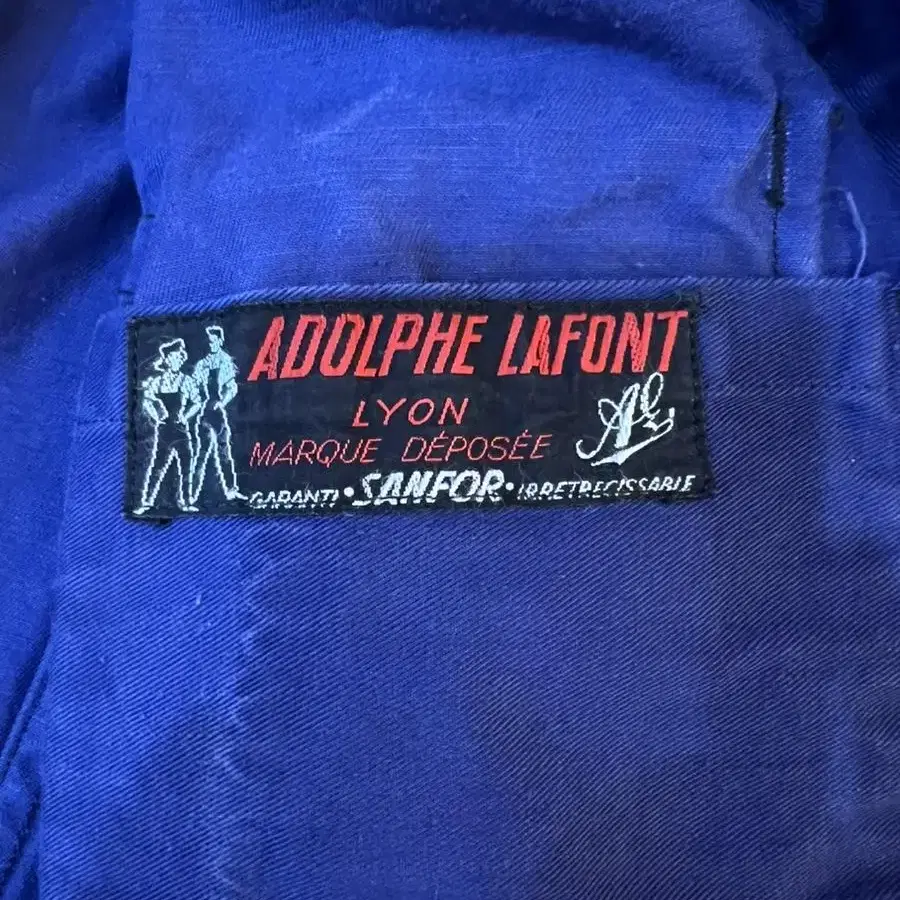 ADOLPHE LAFONT
LYON
MARQUE DÉPOSÉE
AL
GARANTI • SANFOR • IRRETRECISSABLE